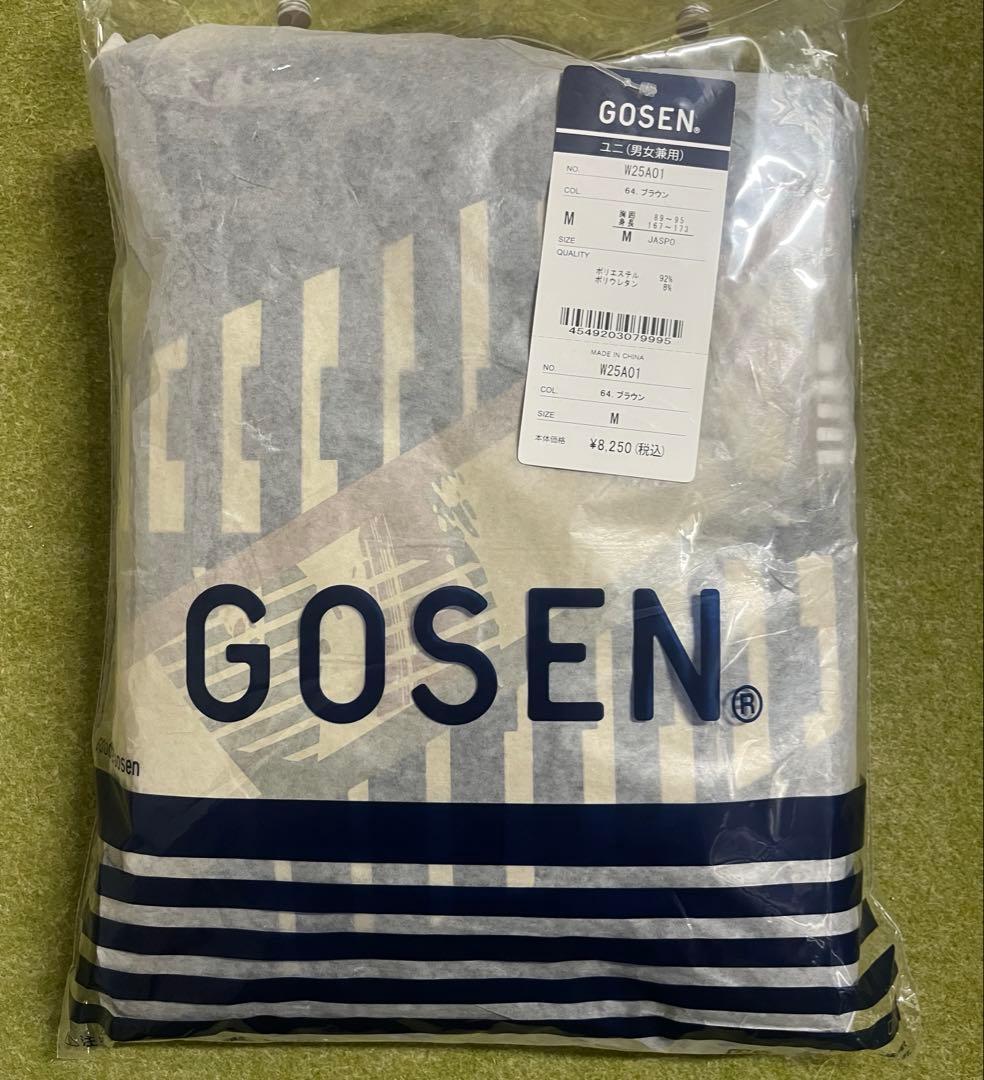 GOSEN®
ユニ(男女兼用)
NO. W25A01
COL. 64. ブラウン
M 胸囲 89~95
身長 167~173
SIZE M JASPO
QUALITY
ポリエステル 92%
ポリウレタン 8%
4549203079995
MADE IN CHINA
NO. W25A01
COL. 64. ブラウン
SIZE M
本体価格 ¥8,250(税込)
GOSEN®